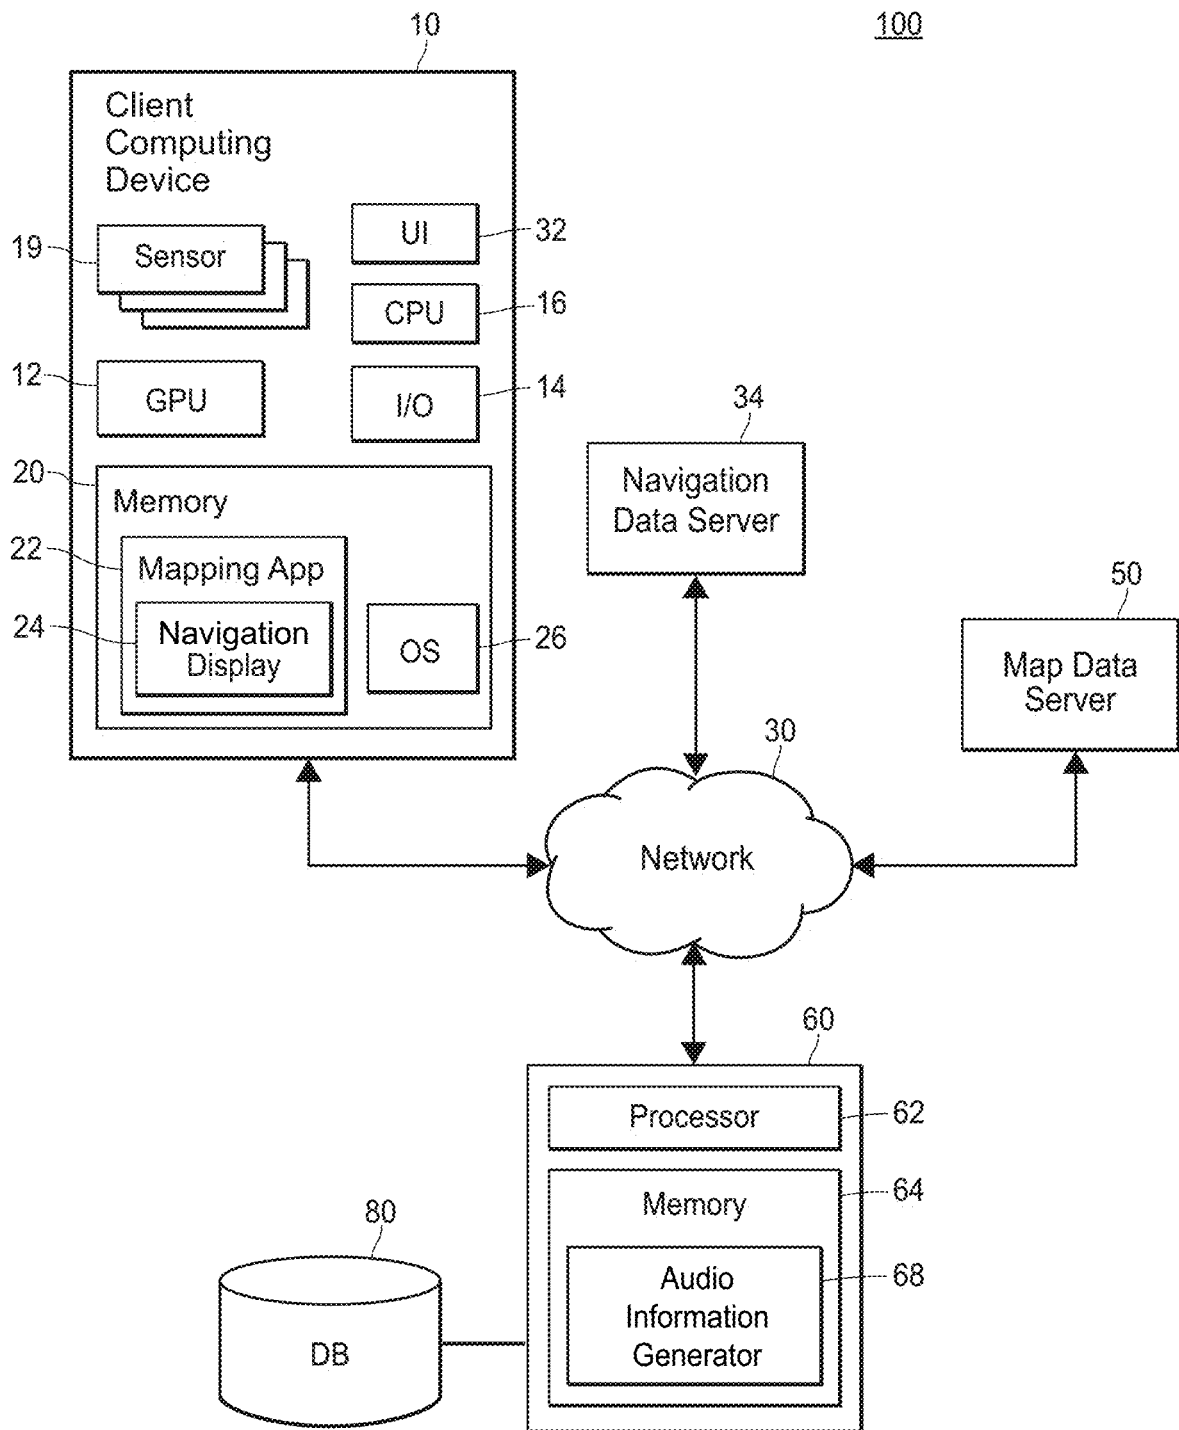 10
100
Client
Computing
Device
19
Sensor
UI
32
CPU
16
12
GPU
I/O
14
20
Memory
22
Mapping App
24
Navigation
Display
OS
26
34
Navigation
Data Server
50
Map Data
Server
30
Network
60
Processor
62
Memory
64
Audio
Information
Generator
68
80
DB